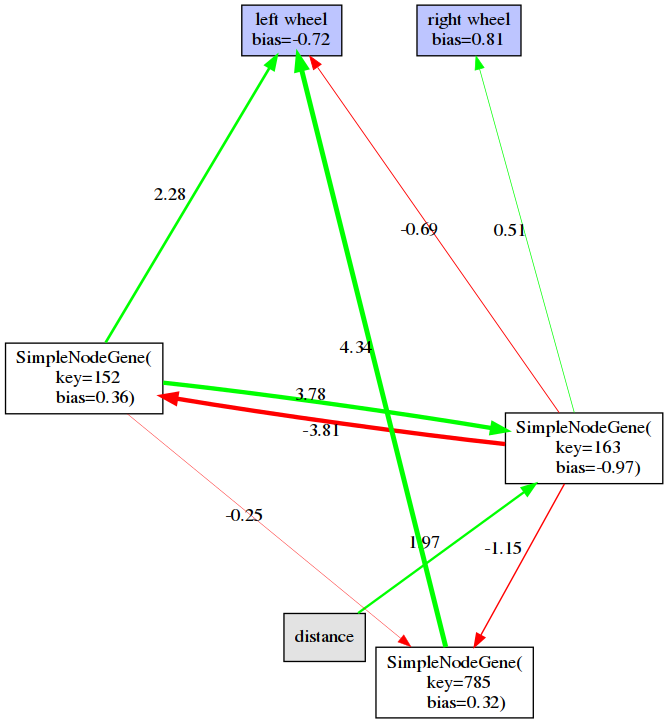 left wheel
bias=-0.72
right wheel
bias=0.81
2.28
-0.69
0.51
4.34
SimpleNodeGene(
key=152
bias=0.36)
3.78
-3.81
SimpleNodeGene(
key=163
bias=-0.97)
-0.25
1.97
-1.15
distance
SimpleNodeGene(
key=785
bias=0.32)